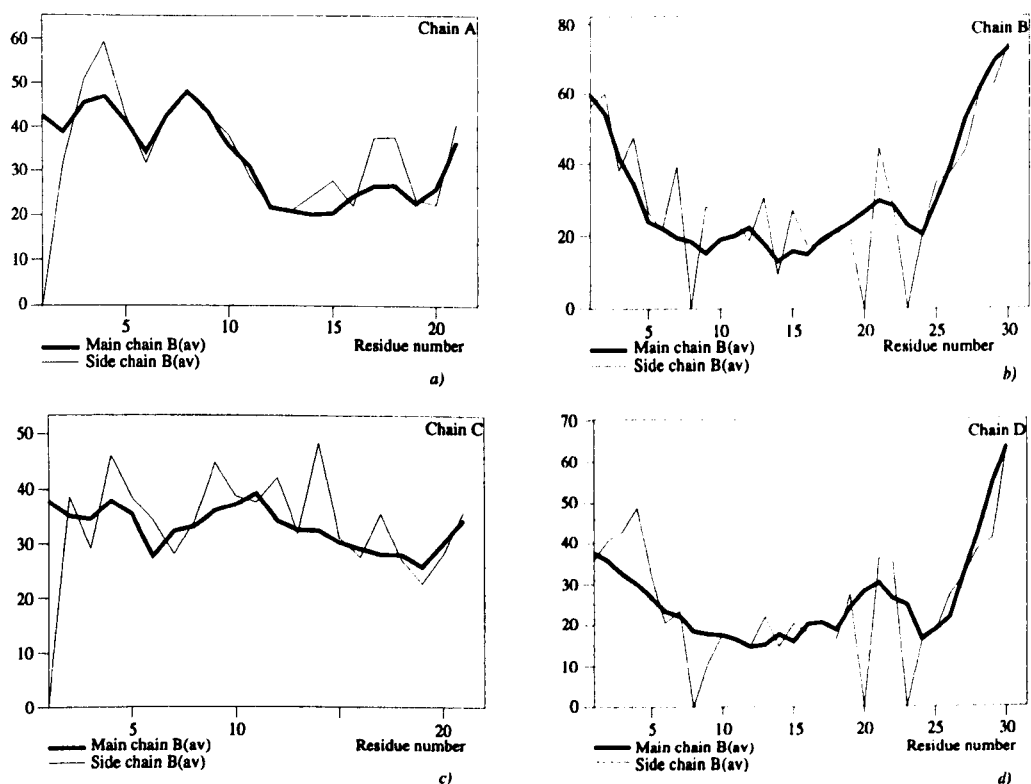 Chain A
60
50
40
30
20
10
0
5
10
15
20
Main chain B(av)
Residue number
Side chain B(av)
a)
Chain B
80
60
40
20
0
5
10
15
20
25
30
Main chain B(av)
Residue number
Side chain B(av)
b)
Chain C
50
40
30
20
10
0
5
10
20
Main chain B(av)
Residue number
Side chain B(av)
c)
Chain D
70
60
50
40
30
20
10
0
5
10
15
20
25
30
Main chain B(av)
Residue number
Side chain B(av)
d)